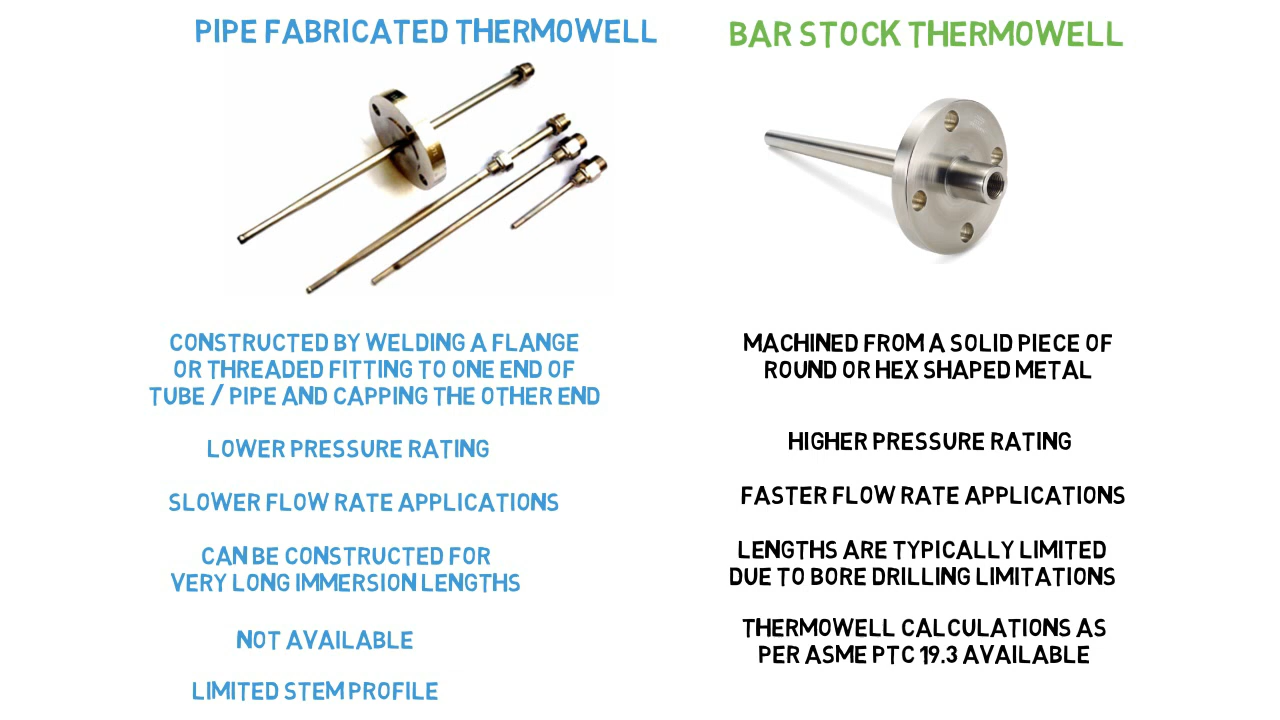 PIPE FABRICATED THERMOWELL
CONSTRUCTED BY WELDING A FLANGE
OR THREADED FITTING TO ONE END OF
TUBE / PIPE AND CAPPING THE OTHER END
LOWER PRESSURE RATING
SLOWER FLOW RATE APPLICATIONS
CAN BE CONSTRUCTED FOR
VERY LONG IMMERSION LENGTHS
NOT AVAILABLE
LIMITED STEM PROFILE
BAR STOCK THERMOWELL
MACHINED FROM A SOLID PIECE OF
ROUND OR HEX SHAPED METAL
HIGHER PRESSURE RATING
FASTER FLOW RATE APPLICATIONS
LENGTHS ARE TYPICALLY LIMITED
DUE TO BORE DRILLING LIMITATIONS
THERMOWELL CALCULATIONS AS
PER ASME PTC 19.3 AVAILABLE